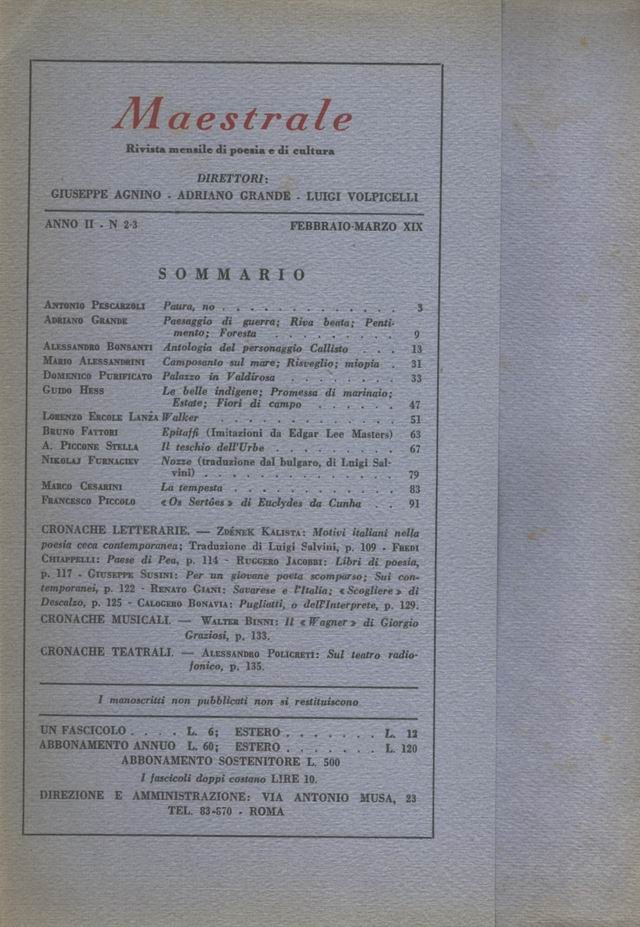 Maestrale
Rivista mensile di poesia e di cultura
DIRETTORI:
GIUSEPPE AGNINO - ADRIANO GRANDE - LUIGI VOLPICELLI
ANNO II - N 2-3 FEBBRAIO-MARZO XIX
SOMMARIO
ANTONIO PESCARZOLI Paura, no . . . . . . . . . . . . 3
ADRIANO GRANDE Paesaggio di guerra; Riva beata; Penti-
mento; Foresta . . . . . . . . . 9
ALESSANDRO BONSANTI Antologia del personaggio Callisto . . . 13
MARIO ALESSANDRINI Camposanto sul mare; Risveglio; miopia . 31
DOMENICO PURIFICATO Palazzo in Valdirosa . . . . . . . . 33
GUIDO HESS Le belle indigene; Promessa di marinaio;
Estate; Fiori di campo . . . . . . 47
LORENZO ERCOLE LANZA Walker . . . . . . . . . . . . 51
BRUNO FATTORI Epitaffi (Imitazioni da Edgar Lee Masters) 63
A. PICCONE STELLA Il teschio dell'Urbe . . . . . . . . 67
NIKOLAJ FURNAGIEV Nozze (traduzione dal bulgaro, di Luigi Sal-
vini) . . . . . . . . . . . . 79
MARCO CESARINI La tempesta . . . . . . . . . . . 83
FRANCESCO PICCOLO «Os Sertões» di Euclydes da Cunha . . 91
CRONACHE LETTERARIE. — ZDÉNEK KALISTA: Motivi italiani nella
poesia ceca contemporanea; Traduzione di Luigi Salvini, p. 109 - FREDI
CHIAPPELLI: Paese di Pea, p. 114 - RUGGERO JACOBBI: Libri di poesia,
p. 117 - GIUSEPPE SUSINI: Per un giovane poeta scomparso; Sui con-
temporanei, p. 122 - RENATO GIANI: Savarese e l'Italia; «Scogliere» di
Descalzo, p. 125 - CALOGERO BONAVIA: Pugliatti, o dell'Interprete, p. 129.
CRONACHE MUSICALI. — WALTER BINNI: Il «Wagner» di Giorgio
Graziosi, p. 133.
CRONACHE TEATRALI. — ALESSANDRO POLICRETI: Sul teatro radio-
fonico, p. 135.
I manoscritti non pubblicati non si restituiscono
UN FASCICOLO . . . . L. 6; ESTERO . . . . . . . L. 12
ABBONAMENTO ANNUO L. 60; ESTERO . . . . . . . L. 120
ABBONAMENTO SOSTENITORE L. 500
I fascicoli doppi costano LIRE 10.
DIREZIONE E AMMINISTRAZIONE: VIA ANTONIO MUSA, 23
TEL. 83-870 - ROMA